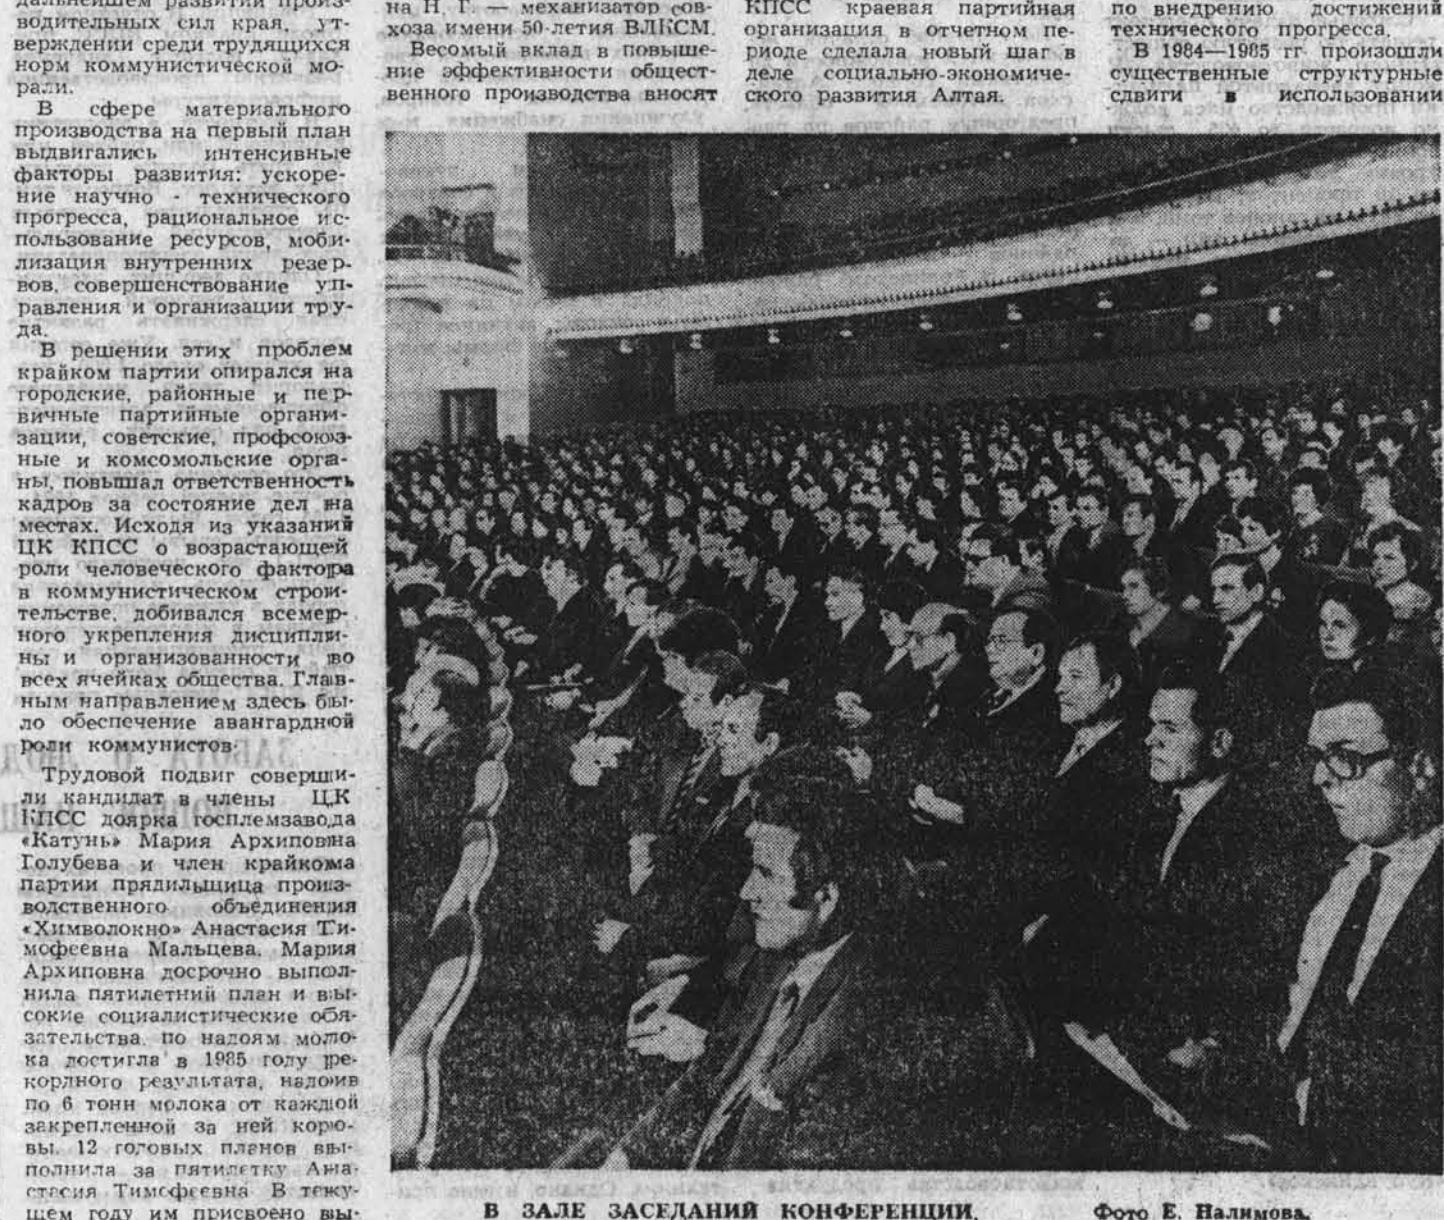 дальнейшем развитии произ-
водительных сил края, ут-
верждении среди трудящихся
норм коммунистической мо-
рали.
В сфере материального
производства на первый план
выдвигались интенсивные
факторы развития: ускоре-
ние научно - технического
прогресса, рациональное ис-
пользование ресурсов, моби-
лизация внутренних резер-
вов, совершенствование уп-
равления и организации тру-
да.
В решении этих проблем
крайком партии опирался на
городские, районные и пер-
вичные партийные органи-
зации, советские, профсоюз-
ные и комсомольские орга-
ны, повышал ответственность
кадров за состояние дел на
местах. Исходя из указаний
ЦК КПСС о возрастающей
роли человеческого фактора
в коммунистическом строи-
тельстве, добивался всемер-
ного укрепления дисципли-
ны и организованности во
всех ячейках общества. Глав-
ным направлением здесь бы-
ло обеспечение авангардной
роли коммунистов.
Трудовой подвиг соверши-
ли кандидат в члены ЦК
КПСС доярка госплемзавода
«Катунь» Мария Архиповна
Голубева и член крайкома
партии прядильщица произ-
водственного объединения
«Химволокно» Анастасия Ти-
мофеевна Мальцева. Мария
Архиповна досрочно выпол-
нила пятилетний план и вы-
сокие социалистические обя-
зательства, по надоям моло-
ка достигла в 1985 году ре-
кордного результата, надоив
по 6 тонн молока от каждой
закрепленной за ней коро-
вы. 12 годовых планов вы-
полнила за пятилетку Ана-
стасия Тимофеевна. В теку-
щем году им присвоено вы-
на Н. Г. — механизатор сов-
хоза имени 50-летия ВЛКСМ.
Весомый вклад в повыше-
ние эффективности общест-
венного производства вносят
КПСС краевая партийная
организация в отчетном пе-
риоде сделала новый шаг в
деле социально-экономиче-
ского развития Алтая.
по внедрению достижений
технического прогресса.
В 1984—1985 гг. произошли
существенные структурные
сдвиги в использовании
В ЗАЛЕ ЗАСЕДАНИЙ КОНФЕРЕНЦИИ.
Фото Е. Налимова.